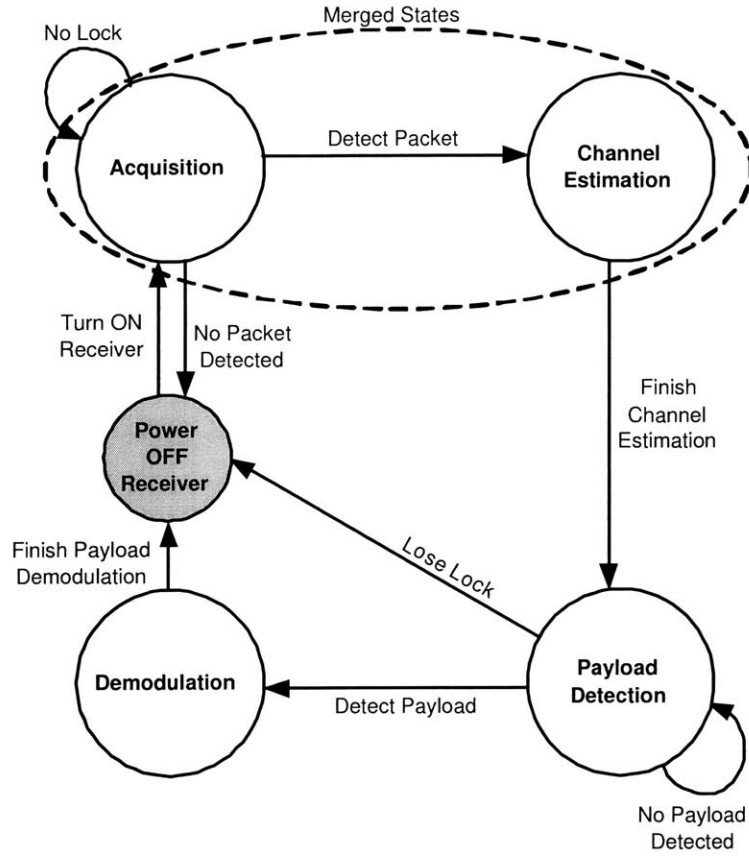 Merged States
No Lock
Acquisition
Detect Packet
Channel
Estimation
Turn ON
Receiver
No Packet
Detected
Finish
Channel
Estimation
Power
OFF
Receiver
Lose Lock
Finish Payload
Demodulation
Demodulation
Detect Payload
Payload
Detection
No Payload
Detected